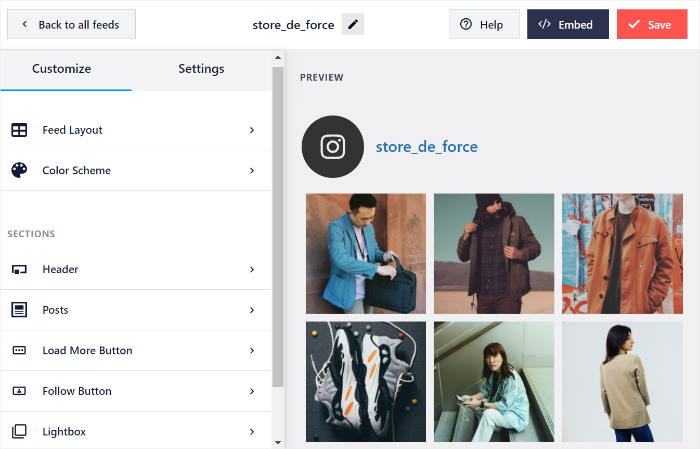 Back to all feeds
store_de_force
Help
Embed
Save
Customize
Settings
PREVIEW
Feed Layout
Color Scheme
store_de_force
SECTIONS
Header
Posts
Load More Button
Follow Button
Lightbox